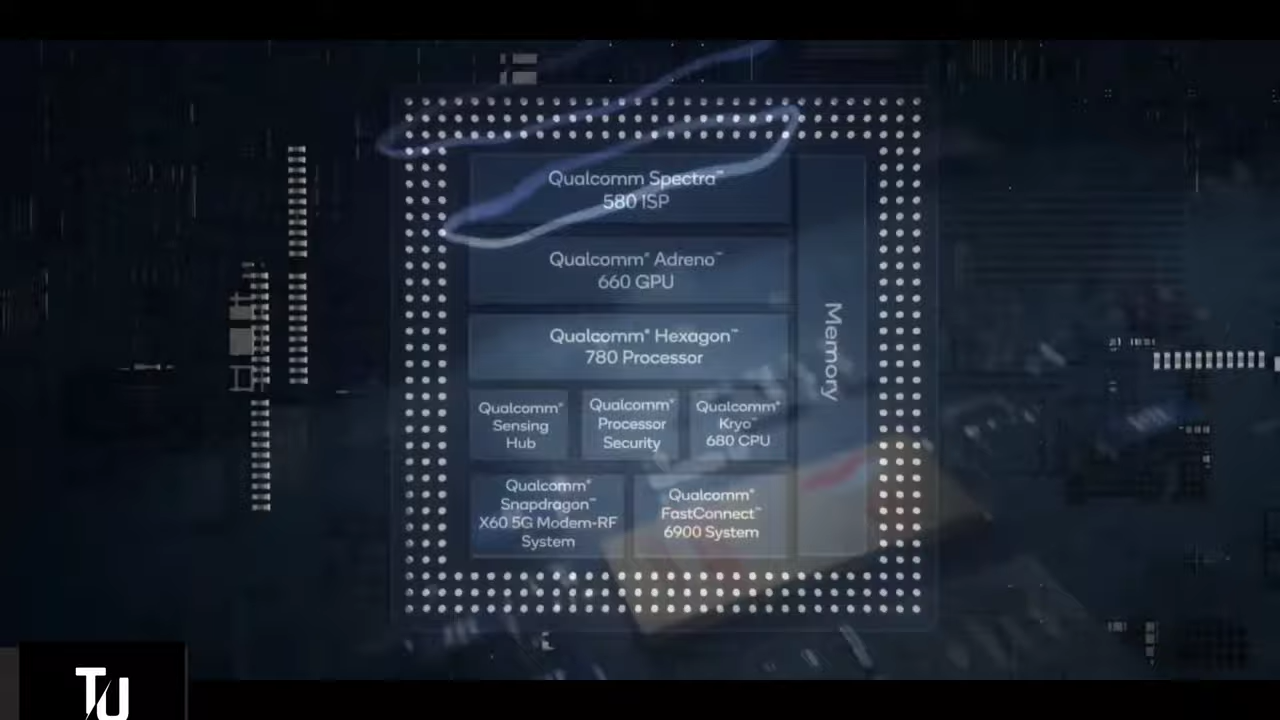 Qualcomm Spectra™
580 ISP
Qualcomm® Adreno™
660 GPU
Qualcomm® Hexagon™
780 Processor
Memory
Qualcomm®
Sensing
Hub
Qualcomm®
Processor
Security
Qualcomm®
Kryo™
680 CPU
Qualcomm®
Snapdragon™
X60 5G Modem-RF
System
Qualcomm®
FastConnect™
6900 System
TU